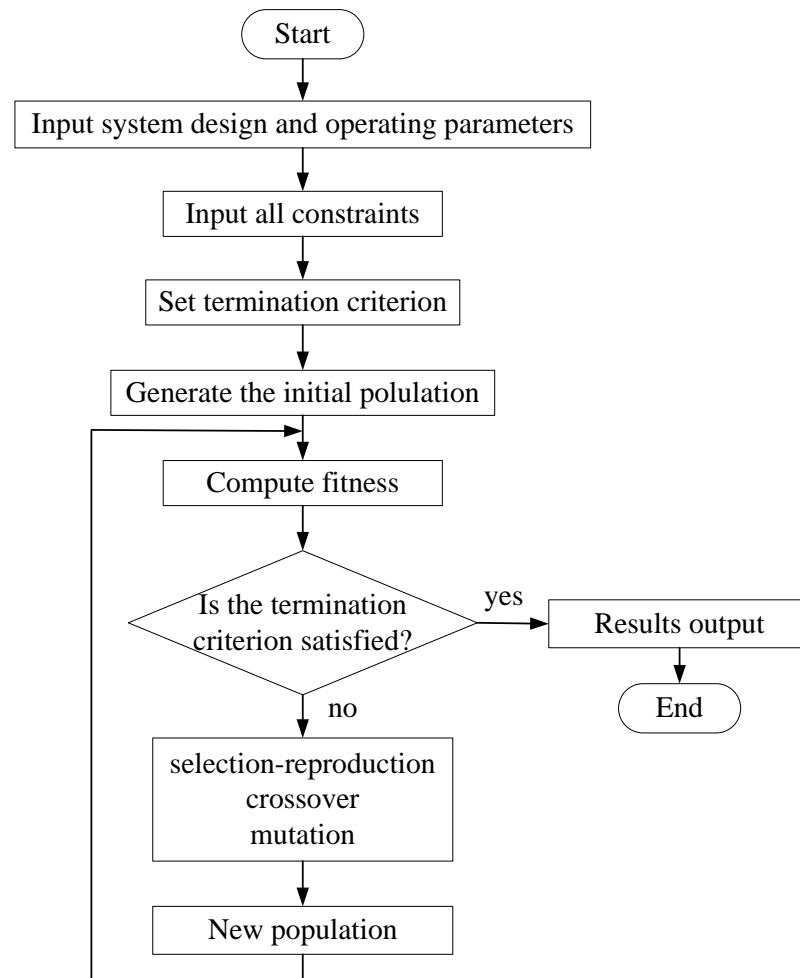 Start
Input system design and operating parameters
Input all constraints
Set termination criterion
Generate the initial polulation
Compute fitness
Is the termination
criterion satisfied?
yes
Results output
End
no
selection-reproduction
crossover
mutation
New population